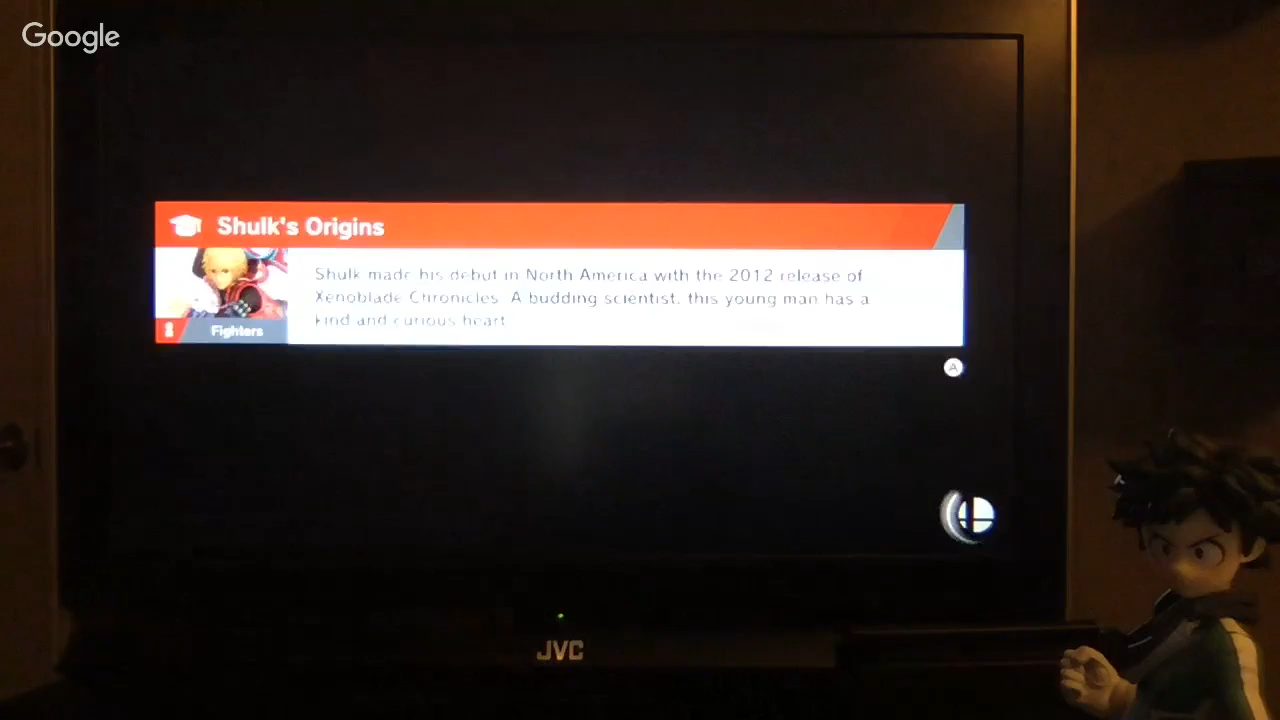 Google
Shulk's Origins
Shulk made his debut in North America with the 2012 release of
Xenoblade Chronicles. A budding scientist, this young man has a
kind and curious heart.
Fighters
A
JVC